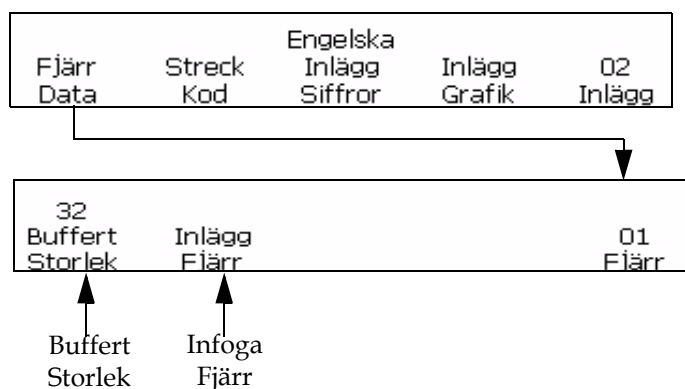 Engelska
Fjärr Streck Inlägg Inlägg 02
Data Kod Siffror Grafik Inlägg
32
Buffert Inlägg 01
Storlek Fjärr Fjärr
Buffert Infoga
Storlek Fjärr